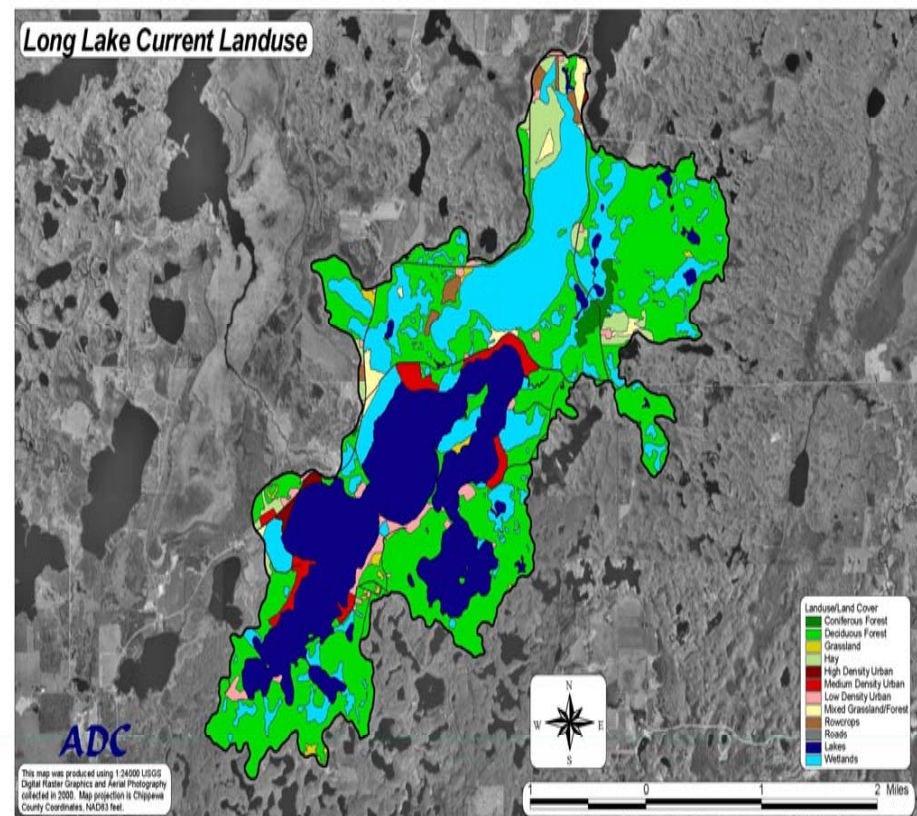 Long Lake Current Landuse
Landuse/Land Cover
Coniferous Forest
Deciduous Forest
Grassland
Hay
High Density Urban
Medium Density Urban
Low Density Urban
Mixed Grassland/Forest
Rowcrops
Roads
Lakes
Wetlands
N
W E
S
ADC
This map was produced using 1:24000 USGS
Digital Raster Graphics and Aerial Photography
collected in 2000. Map projection is Chippewa
County Coordinates, NAD83 feet.
1 0 1 2 Miles